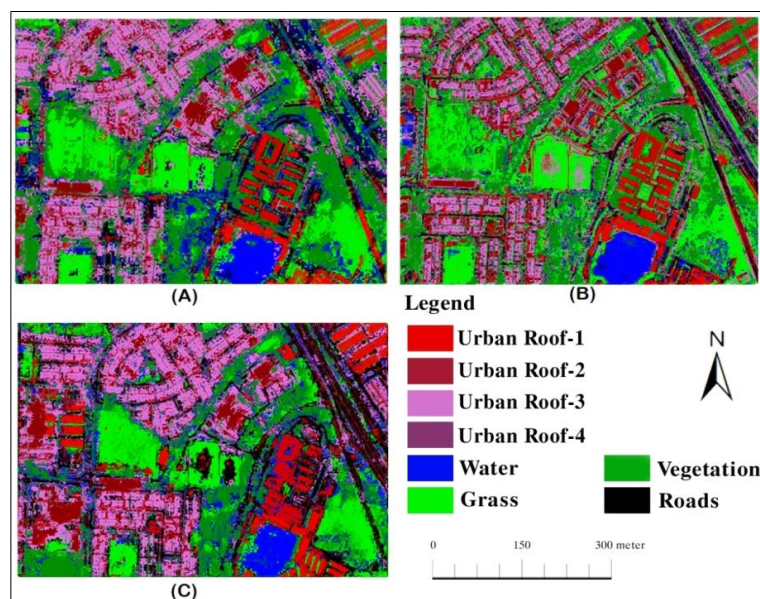 (A)
(B)
Legend
Urban Roof-1
Urban Roof-2
Urban Roof-3
Urban Roof-4
Water
Vegetation
Grass
Roads
N
0 150 300 meter
(C)